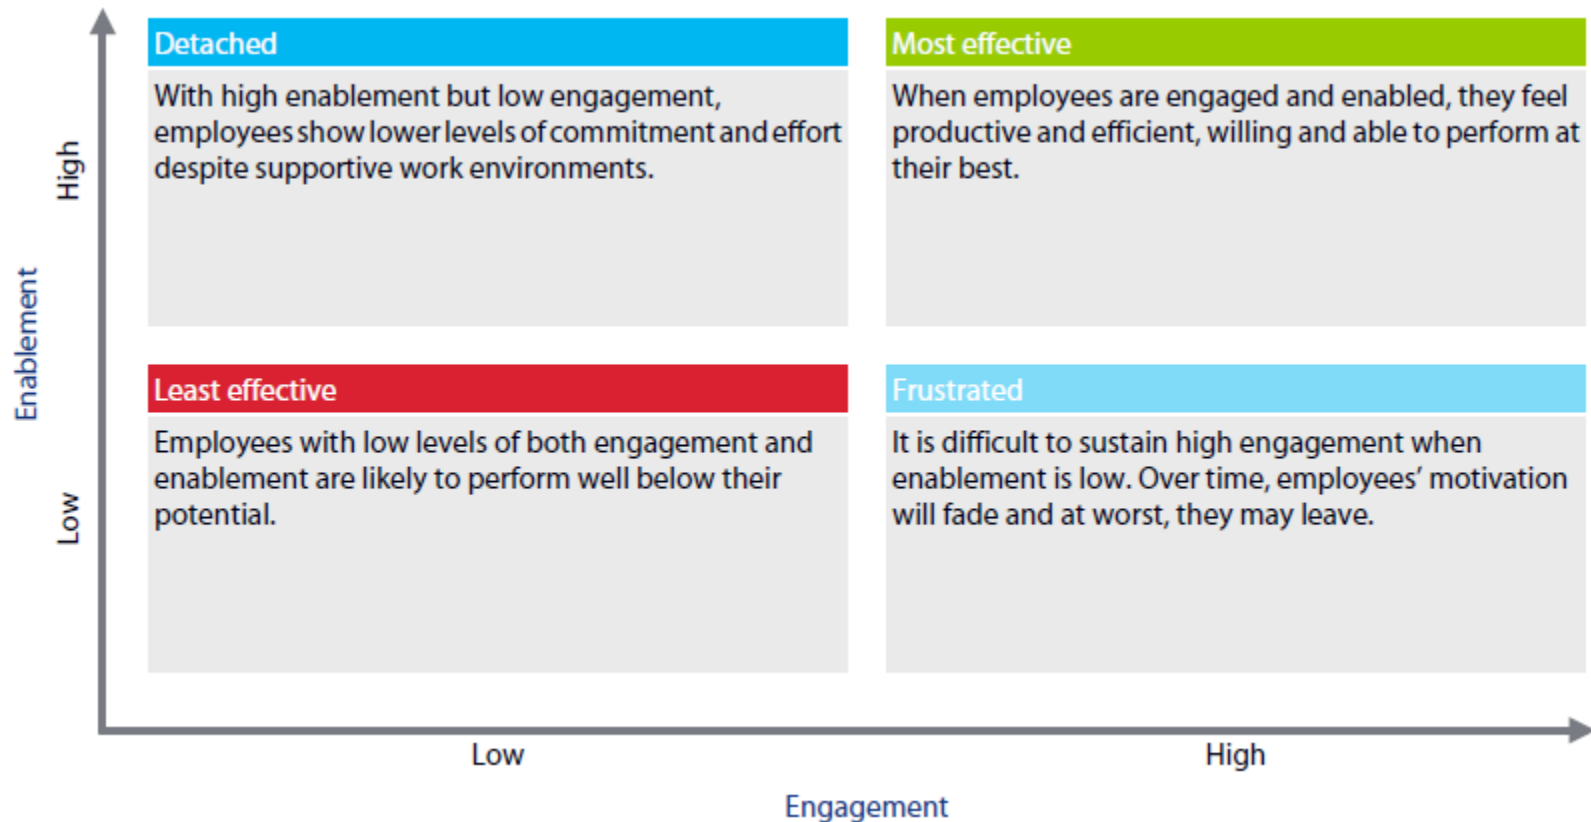 Detached
With high enablement but low engagement,
employees show lower levels of commitment and effort
despite supportive work environments.
Most effective
When employees are engaged and enabled, they feel
productive and efficient, willing and able to perform at
their best.
High
Enablement
Least effective
Employees with low levels of both engagement and
enablement are likely to perform well below their
potential.
Frustrated
It is difficult to sustain high engagement when
enablement is low. Over time, employees’ motivation
will fade and at worst, they may leave.
Low
Low
High
Engagement